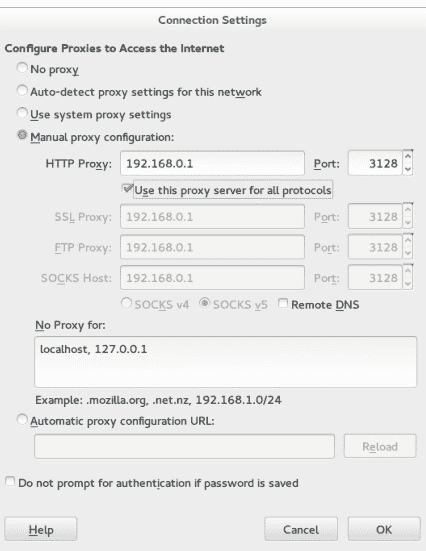 Connection Settings
Configure Proxies to Access the Internet
No proxy
Auto-detect proxy settings for this network
Use system proxy settings
Manual proxy configuration:
HTTP Proxy: 192.168.0.1 Port: 3128
Use this proxy server for all protocols
SSL Proxy: 192.168.0.1 Port: 3128
FTP Proxy: 192.168.0.1 Port: 3128
SOCKS Host: 192.168.0.1 Port: 3128
SOCKS v4 SOCKS v5 Remote DNS
No Proxy for:
localhost, 127.0.0.1
Example: .mozilla.org, .net.nz, 192.168.1.0/24
Automatic proxy configuration URL:
Reload
Do not prompt for authentication if password is saved
Help Cancel OK